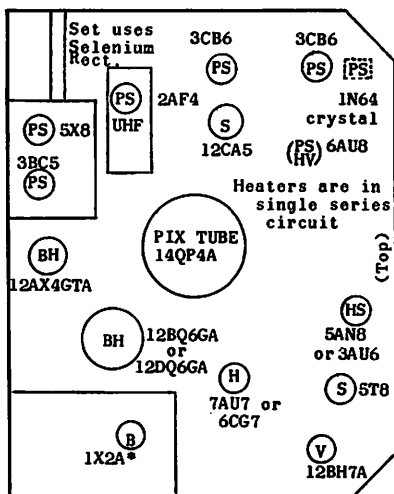 Set uses
Selenium
Rect.
3CB6
3CB6
PS
PS
PS
PS
2AF4
UHF
1N64
crystal
PS
5X8
S
12CA5
PS
HV
6AU8
3BC5
PS
Heaters are in
single series
circuit
PIX TUBE
14QP4A
(Top)
BH
12AX4GTA
HS
5AN8
or 3AU6
BH
12BQ6GA
or
12DQ6GA
H
7AU7 or
6CG7
S
5T8
B
1X2A*
V
12BH7A